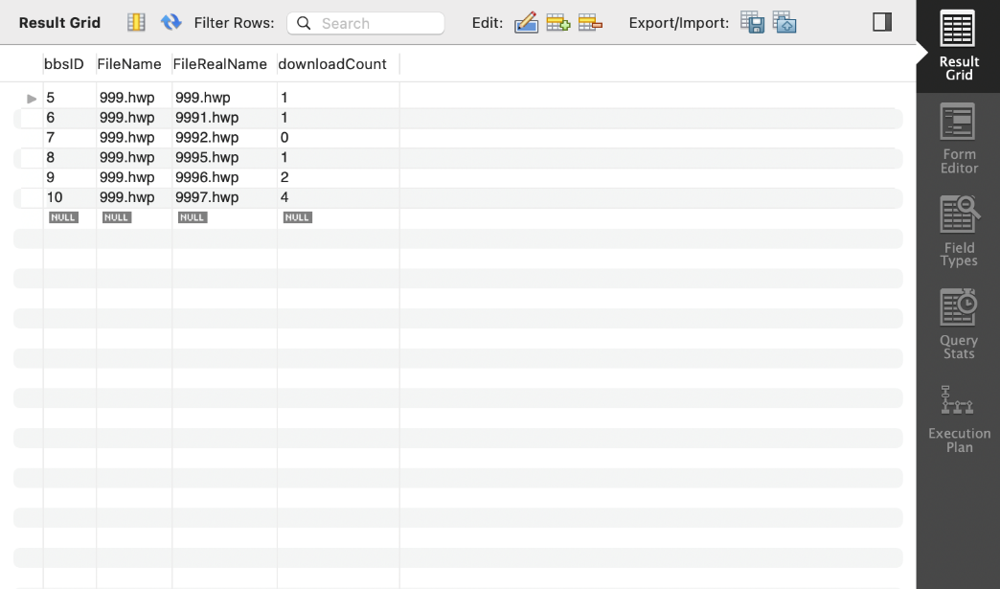 Result Grid Filter Rows: Search Edit: Export/Import:
bbsID FileName FileRealName downloadCount
5 999.hwp 999.hwp 1
6 999.hwp 9991.hwp 1
7 999.hwp 9992.hwp 0
8 999.hwp 9995.hwp 1
9 999.hwp 9996.hwp 2
10 999.hwp 9997.hwp 4
NULL NULL NULL NULL
Result
Grid
Form
Editor
Field
Types
Query
Stats
Execution
Plan